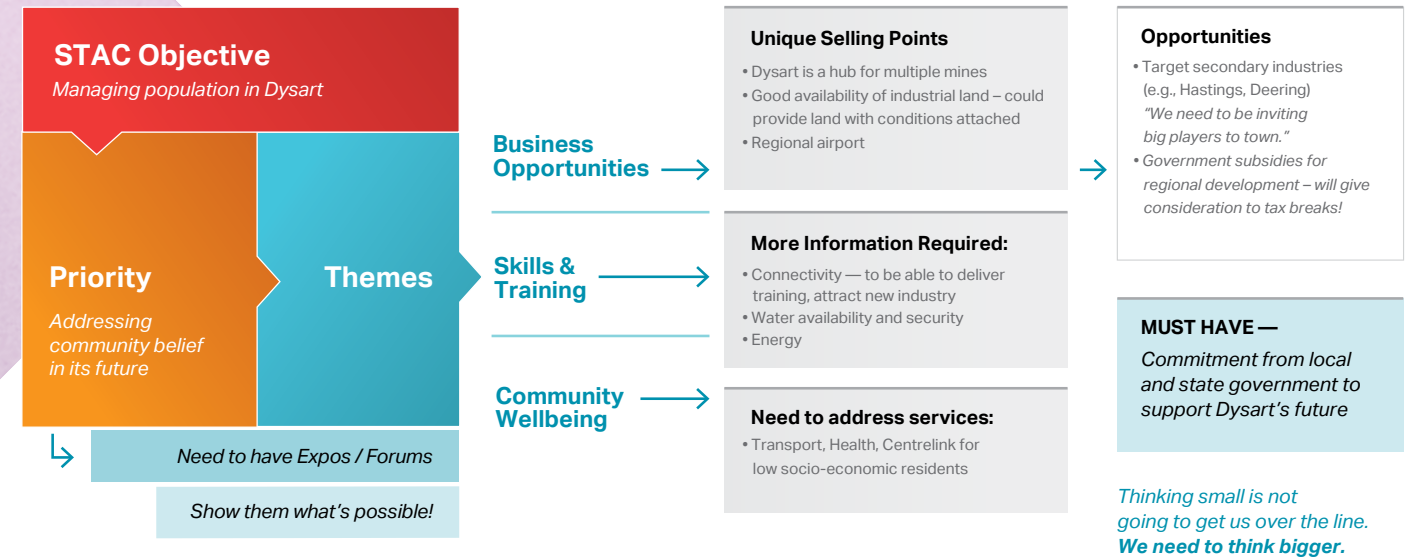 STAC Objective
Managing population in Dysart
Priority
Addressing
community belief
in its future
Themes
Need to have Expos / Forums
Show them what's possible!
Business
Opportunities
Skills &
Training
Community
Wellbeing
Unique Selling Points
• Dysart is a hub for multiple mines
• Good availability of industrial land – could
provide land with conditions attached
• Regional airport
More Information Required:
• Connectivity — to be able to deliver
training, attract new industry
• Water availability and security
• Energy
Need to address services:
• Transport, Health, Centrelink for
low socio-economic residents
Opportunities
• Target secondary industries
(e.g., Hastings, Deering)
"We need to be inviting
big players to town."
• Government subsidies for
regional development – will give
consideration to tax breaks!
MUST HAVE —
Commitment from local
and state government to
support Dysart's future
Thinking small is not
going to get us over the line.
We need to think bigger.